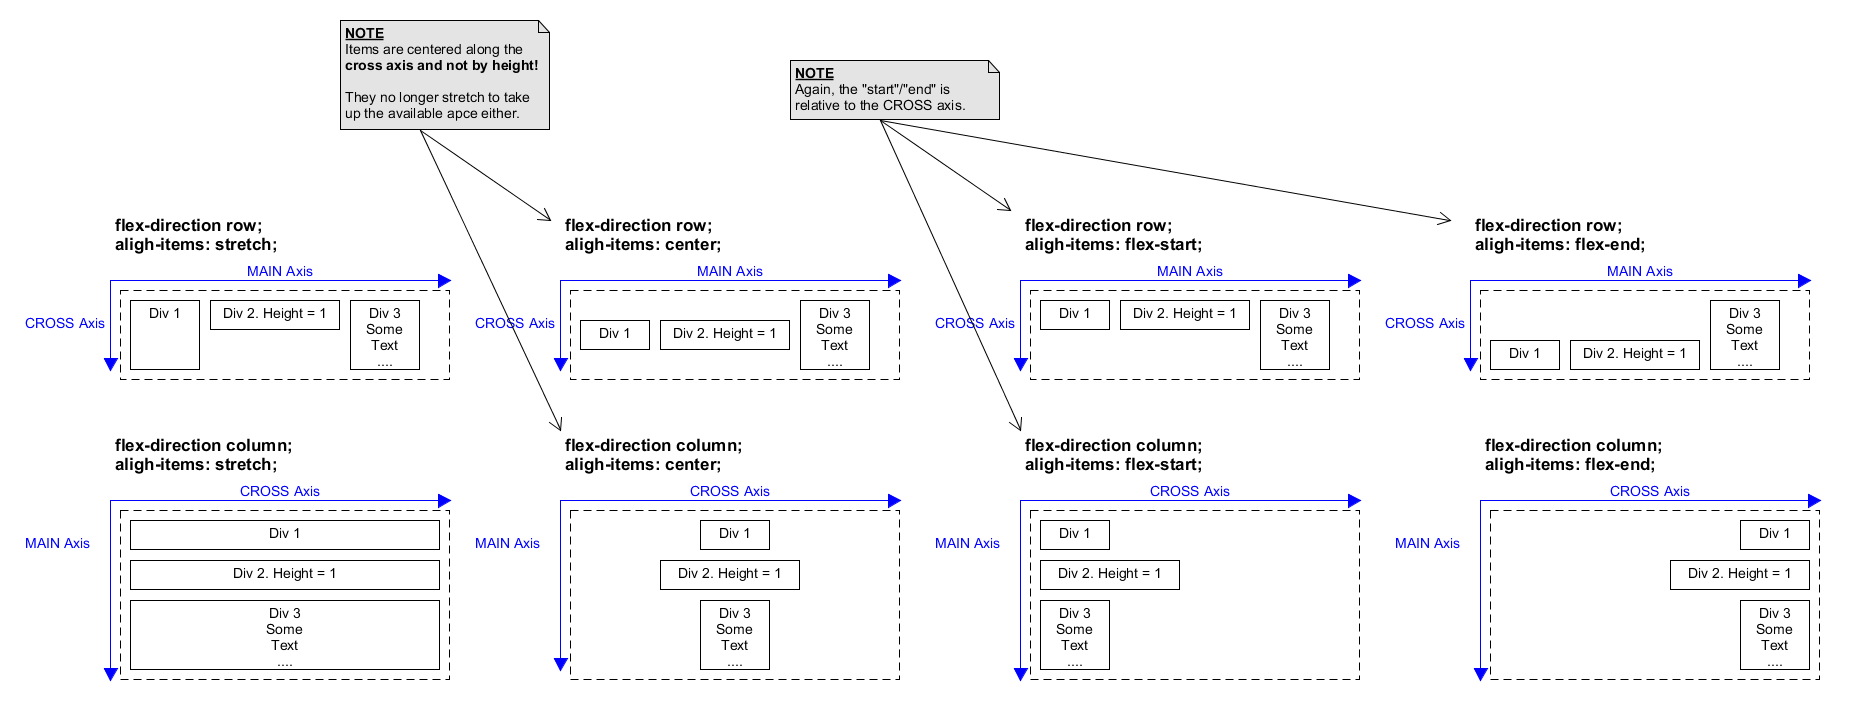 NOTE
Items are centered along the
cross axis and not by height!
They no longer stretch to take
up the available apce either.
NOTE
Again, the "start"/"end" is
relative to the CROSS axis.
flex-direction row;
aligh-items: stretch;
MAIN Axis
CROSS Axis
Div 1
Div 2. Height = 1
Div 3
Some
Text
....
flex-direction row;
aligh-items: center;
MAIN Axis
CROSS Axis
Div 1
Div 2. Height = 1
Div 3
Some
Text
....
flex-direction row;
aligh-items: flex-start;
MAIN Axis
CROSS Axis
Div 1
Div 2. Height = 1
Div 3
Some
Text
....
flex-direction row;
aligh-items: flex-end;
MAIN Axis
CROSS Axis
Div 1
Div 2. Height = 1
Div 3
Some
Text
....
flex-direction column;
aligh-items: stretch;
CROSS Axis
MAIN Axis
Div 1
Div 2. Height = 1
Div 3
Some
Text
....
flex-direction column;
aligh-items: center;
CROSS Axis
MAIN Axis
Div 1
Div 2. Height = 1
Div 3
Some
Text
....
flex-direction column;
aligh-items: flex-start;
CROSS Axis
MAIN Axis
Div 1
Div 2. Height = 1
Div 3
Some
Text
....
flex-direction column;
aligh-items: flex-end;
CROSS Axis
MAIN Axis
Div 1
Div 2. Height = 1
Div 3
Some
Text
....